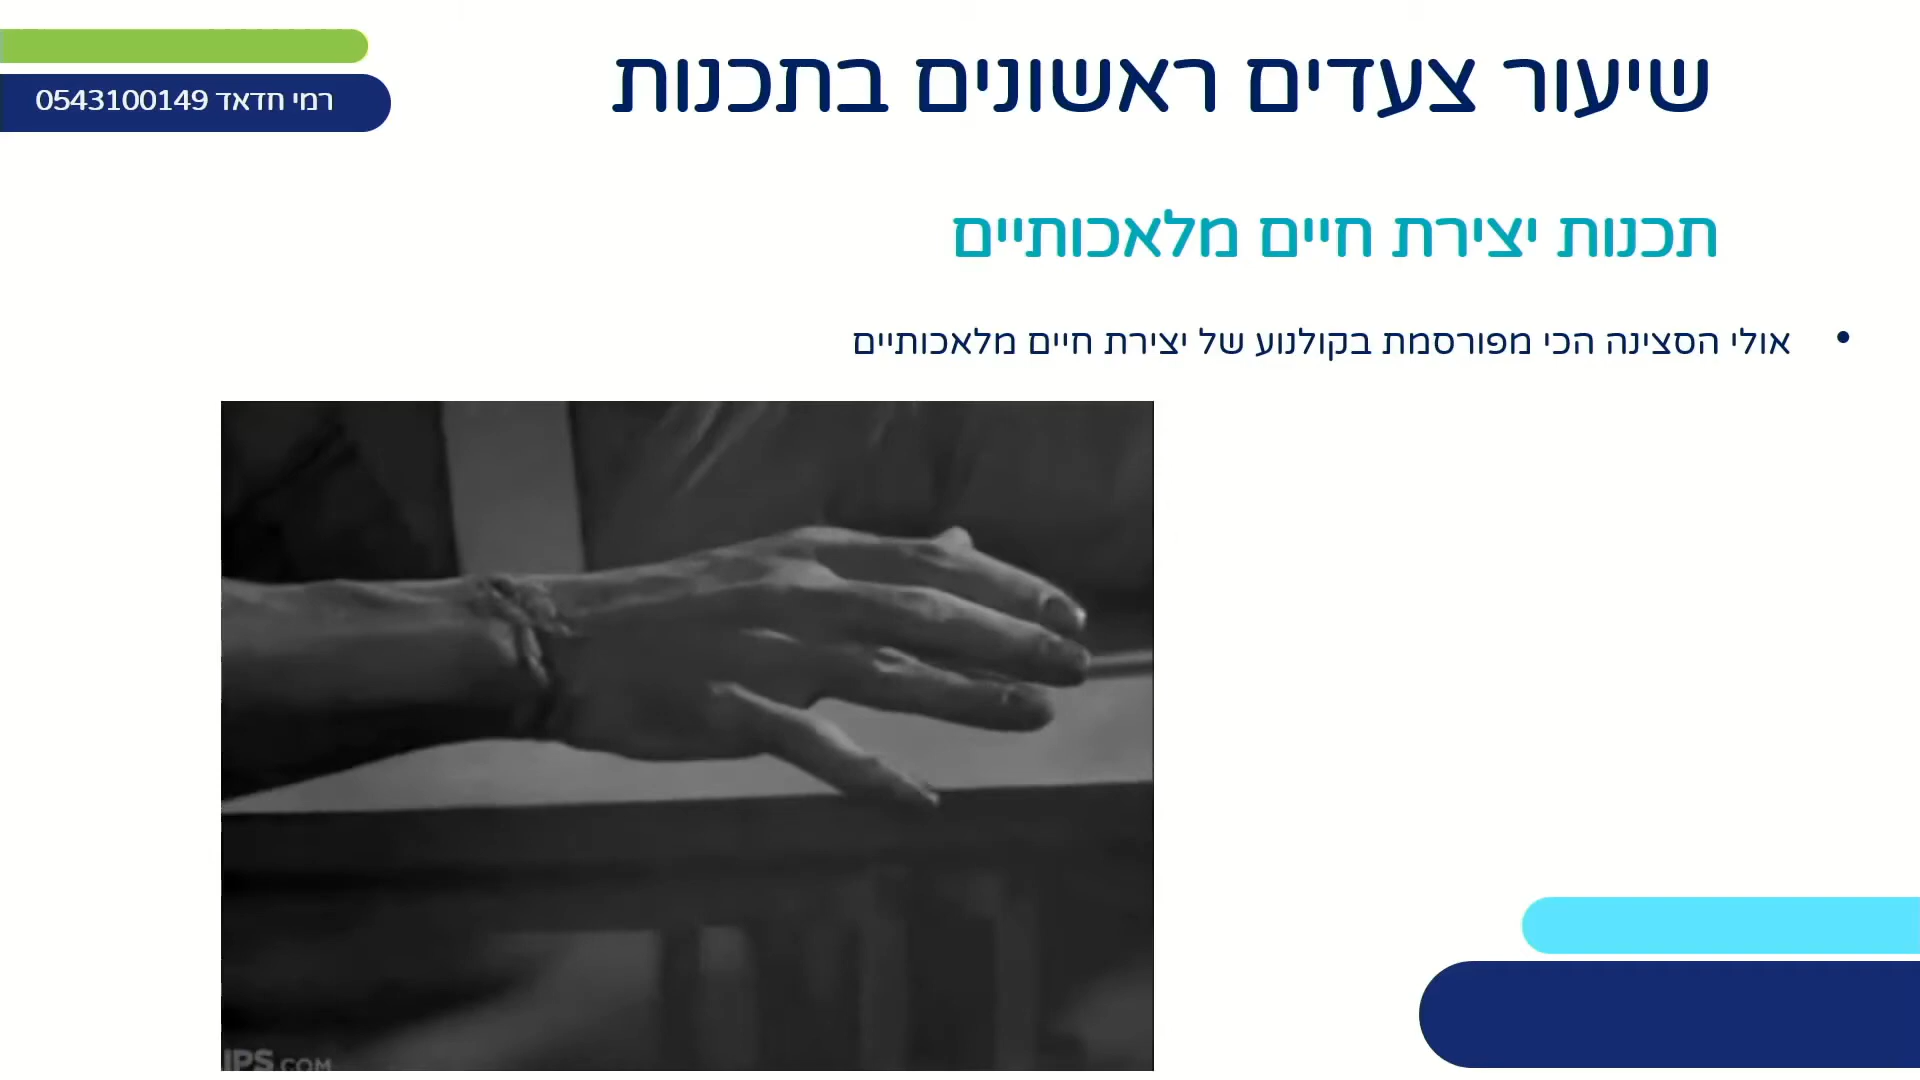 שיעור צעדים ראשונים בתכנות
רמי חדאד 0543100149
תכנות יצירת חיים מלאכותיים
• אולי הסצינה הכי מפורסמת בקולנוע של יצירת חיים מלאכותיים
IPS.COM